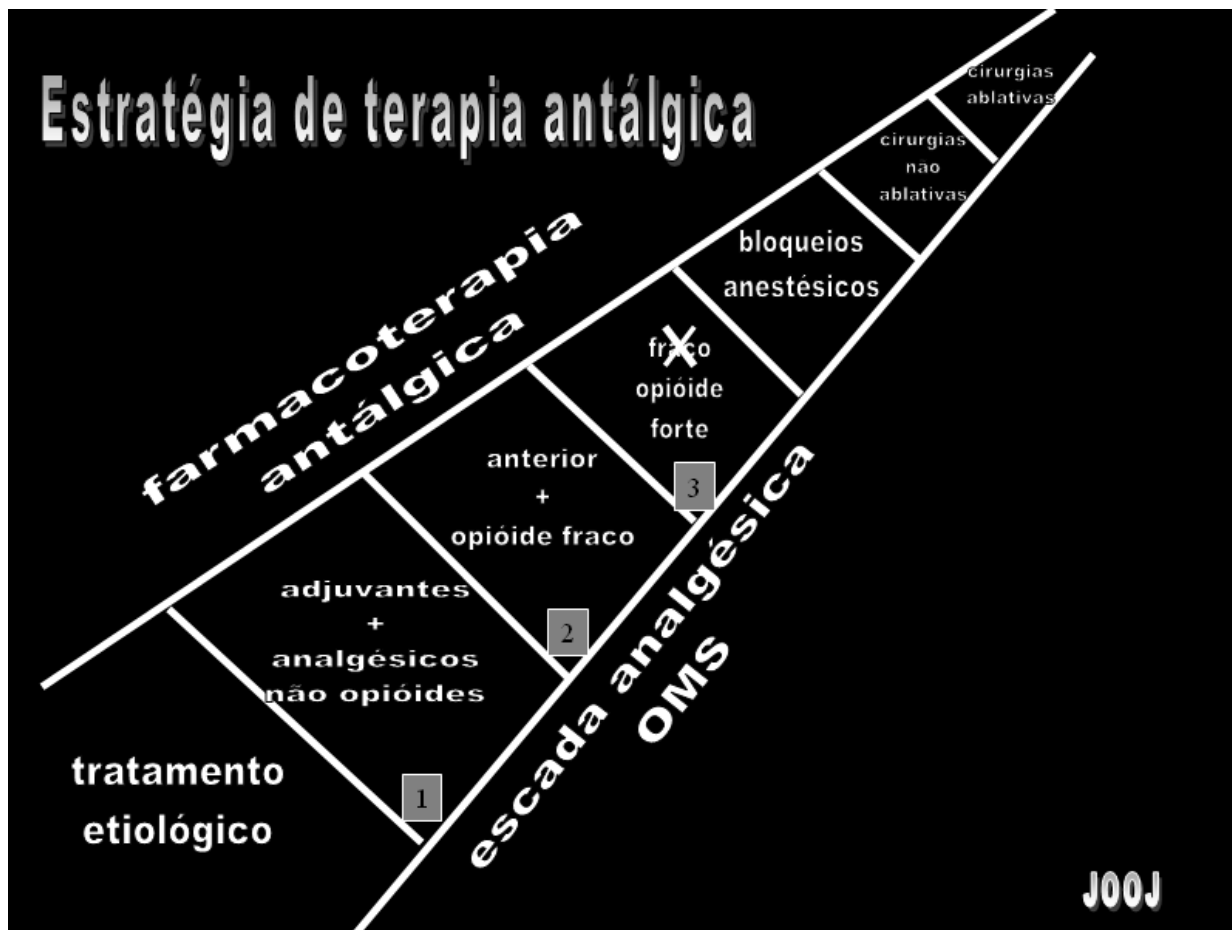 Estratégia de terapia antálgica
cirurgias
ablativas
cirurgias
não
ablativas
bloqueios
anestésicos
farmacoterapia
antálgica
fraco
opióide
forte
3
anterior
+
opióide fraco
2
adjuvantes
+
analgésicos
não opióides
1
tratamento
etiológico
escada analgésica
OMS
JOOJ